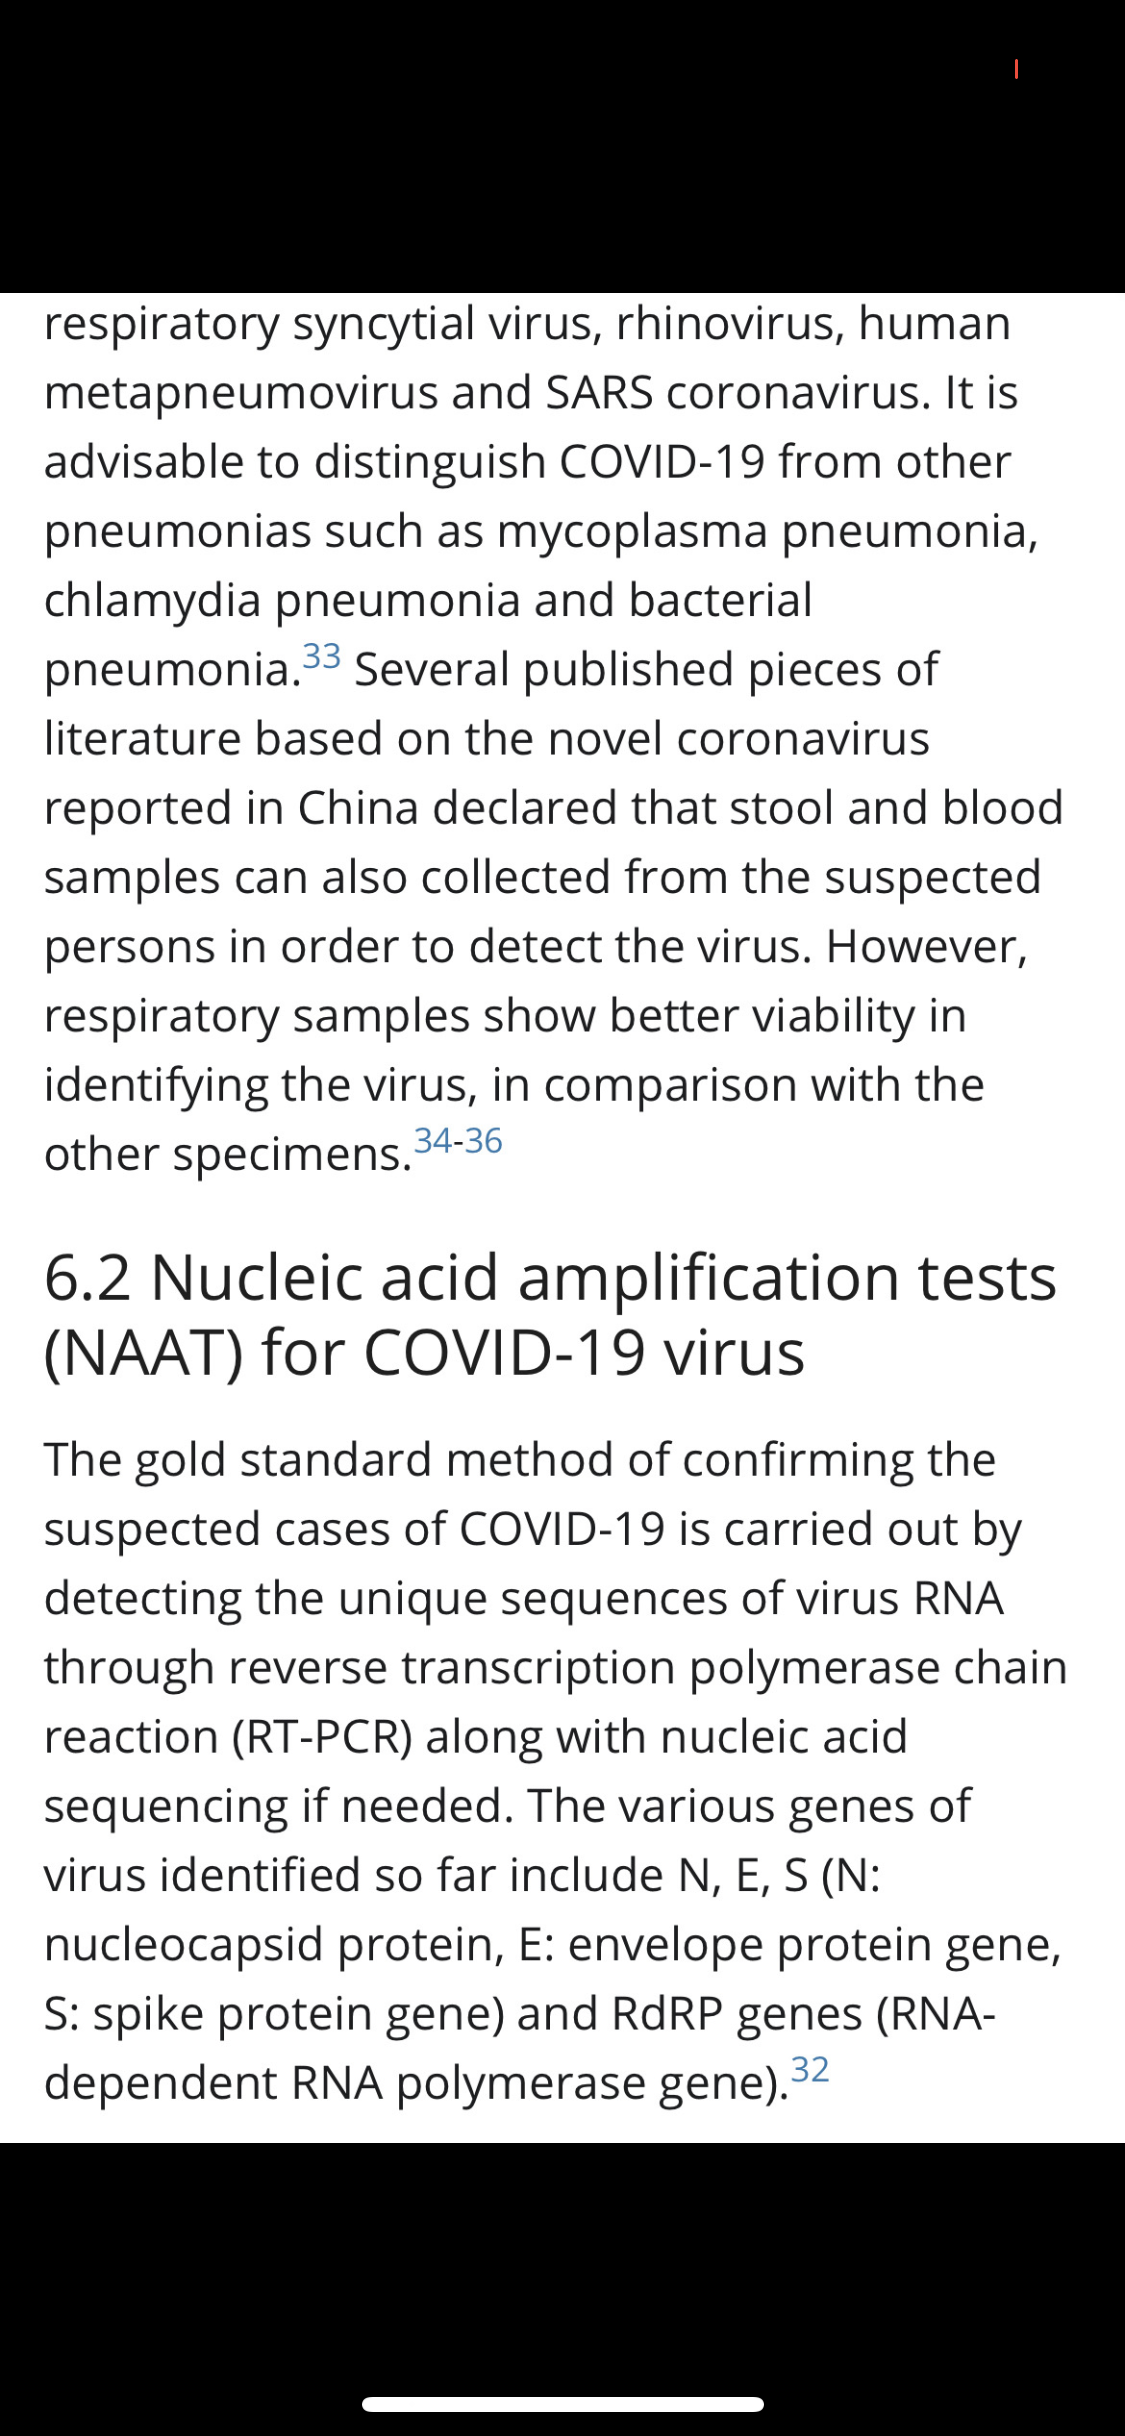 respiratory syncytial virus, rhinovirus, human
metapneumovirus and SARS coronavirus. It is
advisable to distinguish COVID-19 from other
pneumonias such as mycoplasma pneumonia,
chlamydia pneumonia and bacterial
pneumonia.33 Several published pieces of
literature based on the novel coronavirus
reported in China declared that stool and blood
samples can also collected from the suspected
persons in order to detect the virus. However,
respiratory samples show better viability in
identifying the virus, in comparison with the
other specimens.34-36
6.2 Nucleic acid amplification tests
(NAAT) for COVID-19 virus
The gold standard method of confirming the
suspected cases of COVID-19 is carried out by
detecting the unique sequences of virus RNA
through reverse transcription polymerase chain
reaction (RT-PCR) along with nucleic acid
sequencing if needed. The various genes of
virus identified so far include N, E, S (N:
nucleocapsid protein, E: envelope protein gene,
S: spike protein gene) and RdRP genes (RNA-
dependent RNA polymerase gene).32